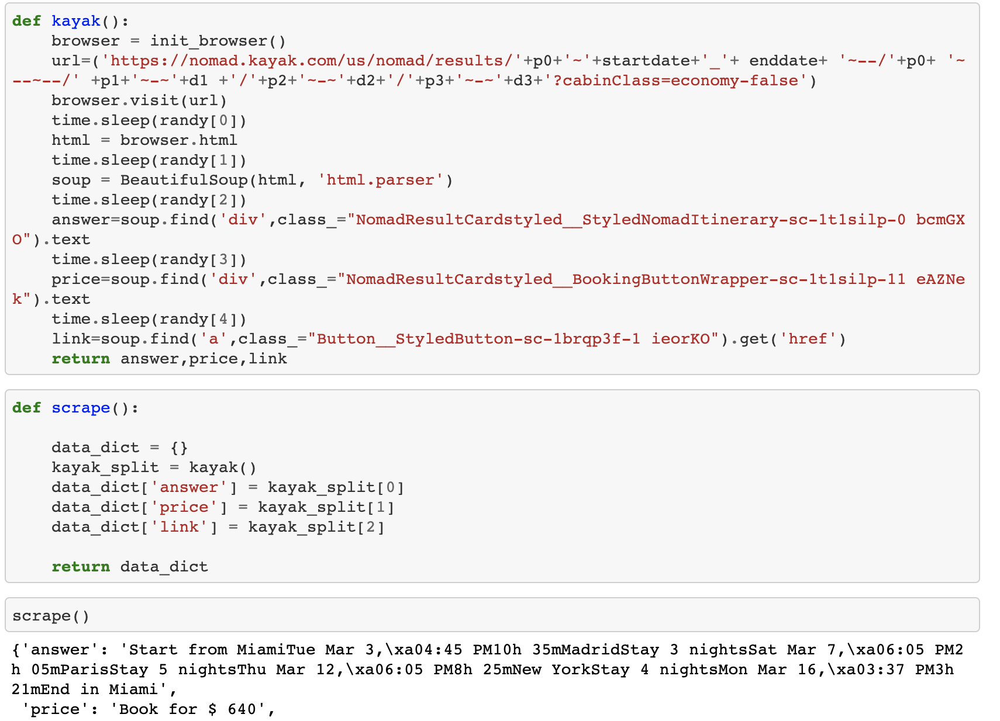 def kayak():
    browser = init_browser()
    url=('https://nomad.kayak.com/us/nomad/results/'+p0+'~'+startdate+'_'+ enddate+ '~--/'+p0+ '~
--~--/' +p1+'~-~'+d1 +'/'+p2+'~-~'+d2+'/'+p3+'~-~'+d3+'?cabinClass=economy-false')
    browser.visit(url)
    time.sleep(randy[0])
    html = browser.html
    time.sleep(randy[1])
    soup = BeautifulSoup(html, 'html.parser')
    time.sleep(randy[2])
    answer=soup.find('div',class_="NomadResultCardstyled__StyledNomadItinerary-sc-1t1silp-0 bcmGX
O").text
    time.sleep(randy[3])
    price=soup.find('div',class_="NomadResultCardstyled__BookingButtonWrapper-sc-1t1silp-11 eAZNe
k").text
    time.sleep(randy[4])
    link=soup.find('a',class_="Button__StyledButton-sc-1brqp3f-1 ieorKO").get('href')
    return answer,price,link
def scrape():
    data_dict = {}
    kayak_split = kayak()
    data_dict['answer'] = kayak_split[0]
    data_dict['price'] = kayak_split[1]
    data_dict['link'] = kayak_split[2]
    return data_dict
scrape()
{'answer': 'Start from MiamiTue Mar 3,\xa04:45 PM10h 35mMadridStay 3 nightsSat Mar 7,\xa06:05 PM2
h 05mParisStay 5 nightsThu Mar 12,\xa06:05 PM8h 25mNew YorkStay 4 nightsMon Mar 16,\xa03:37 PM3h
21mEnd in Miami',
 'price': 'Book for $ 640',